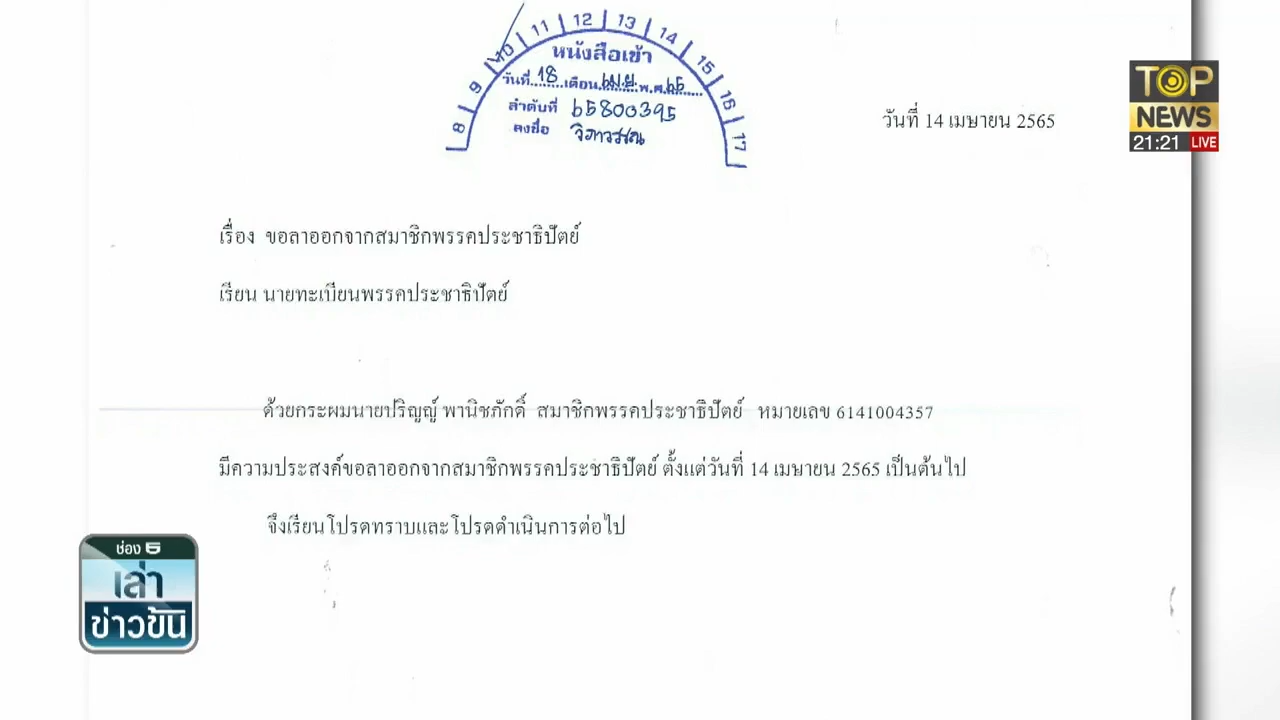 8 9 10 11 12 13 14 15 16 17
หนังสือเข้า
วันที่ 18 เดือน เม.ย. พ.ศ. 65
ลำดับที่ 65800395
ลงชื่อ
TOP
NEWS
21:21 LIVE
วันที่ 14 เมษายน 2565
เรื่อง ขอลาออกจากสมาชิกพรรคประชาธิปัตย์
เรียน นายทะเบียนพรรคประชาธิปัตย์
ด้วยกระผมนายปริญญ์ พานิชภักดิ์ สมาชิกพรรคประชาธิปัตย์ หมายเลข 6141004357
มีความประสงค์ขอลาออกจากสมาชิกพรรคประชาธิปัตย์ ตั้งแต่วันที่ 14 เมษายน 2565 เป็นต้นไป
จึงเรียนโปรดทราบและโปรดดำเนินการต่อไป
ช่อง 5
เล่า
ข่าวข้น